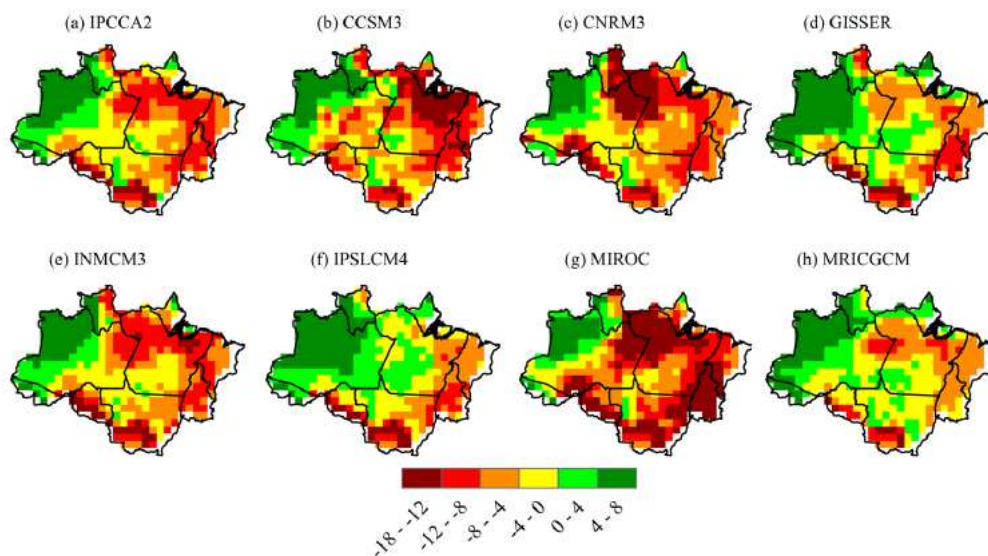 (a) IPCCA2
(b) CCSM3
(c) CNRM3
(d) GISSER
(e) INMCM3
(f) IPSLCM4
(g) MIROC
(h) MRICGCM
-18 - -12
-12 - -8
-8 - -4
-4 - 0
0 - 4
4 - 8